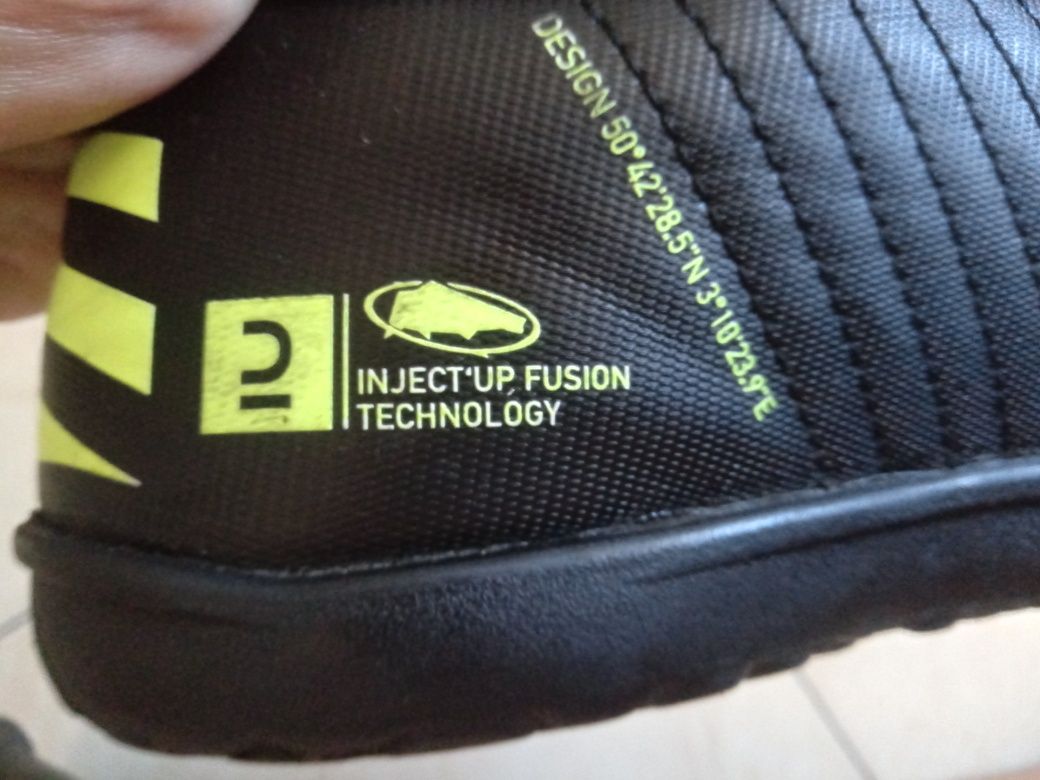 DESIGN 50°42'28.5"N 3°10'23.9"E
INJECT'UP FUSION
TECHNOLOGY